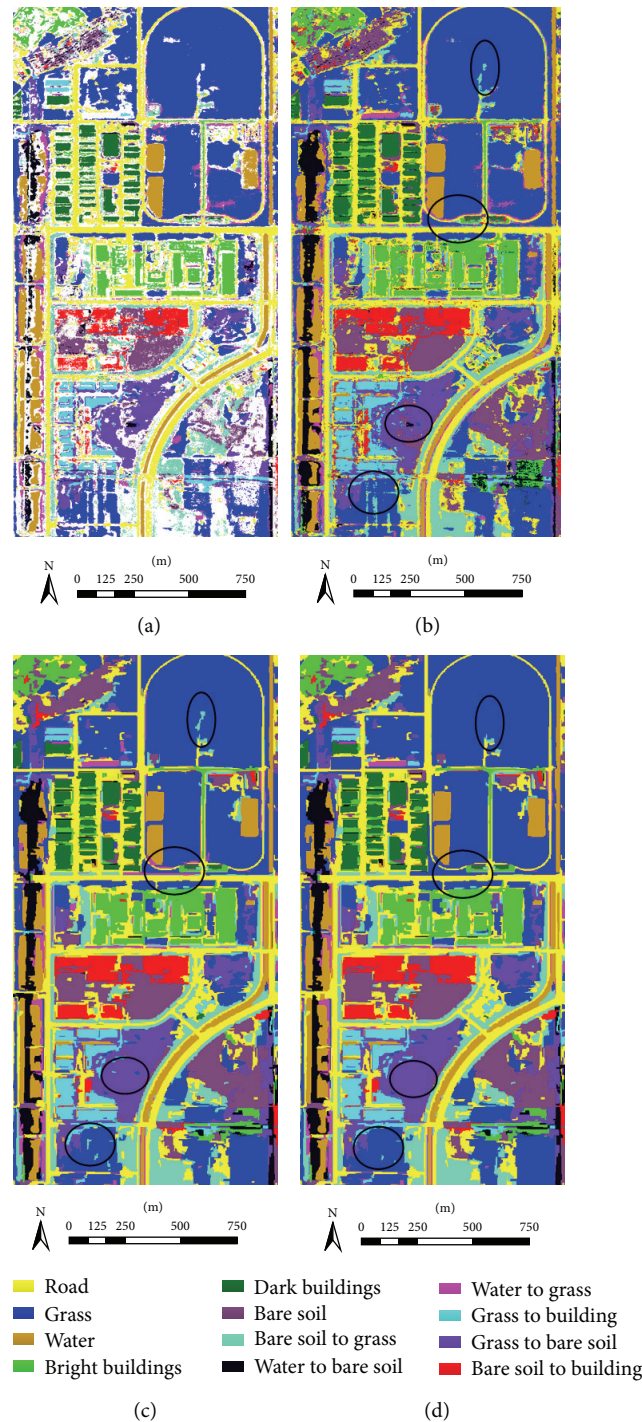 (m)
N
0 125 250 500 750
(a)
(m)
N
0 125 250 500 750
(b)
(m)
N
0 125 250 500 750
(m)
N
0 125 250 500 750
Road
Grass
Water
Bright buildings
Dark buildings
Bare soil
Bare soil to grass
Water to bare soil
Water to grass
Grass to building
Grass to bare soil
Bare soil to building
(c)
(d)